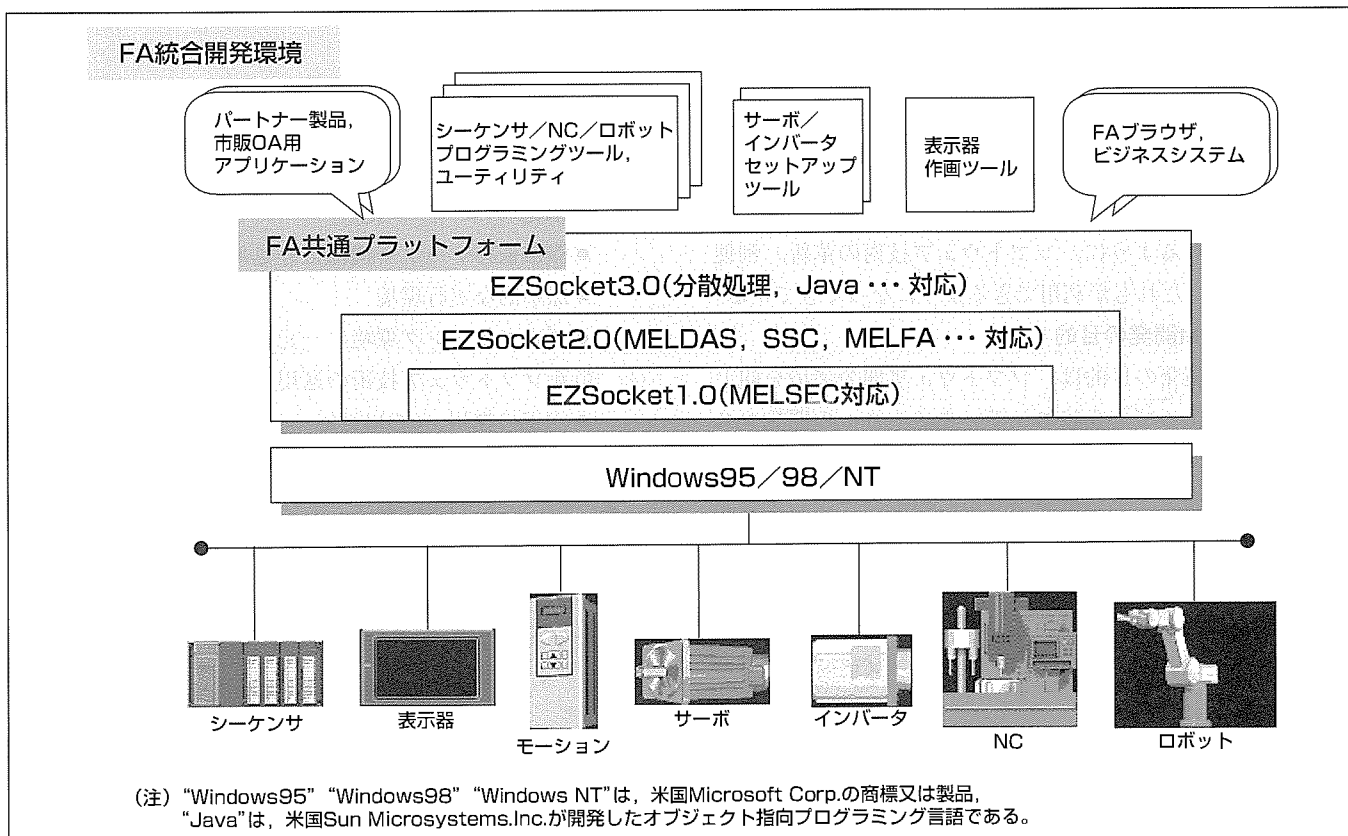 FA統合開発環境
パートナー製品,
市販OA用
アプリケーション
シーケンサ／NC／ロボット
プログラミングツール,
ユーティリティ
サーボ／
インバータ
セットアップ
ツール
表示器
作画ツール
FAブラウザ,
ビジネスシステム
FA共通プラットフォーム
EZSocket3.0(分散処理, Java ··· 対応)
EZSocket2.0(MELDAS, SSC, MELFA ··· 対応)
EZSocket1.0(MELSEC対応)
Windows95／98／NT
シーケンサ
表示器
モーション
サーボ
インバータ
NC
ロボット
(注) “Windows95” “Windows98” “Windows NT”は, 米国Microsoft Corp.の商標又は製品,
“Java”は, 米国Sun Microsystems.Inc.が開発したオブジェクト指向プログラミング言語である。